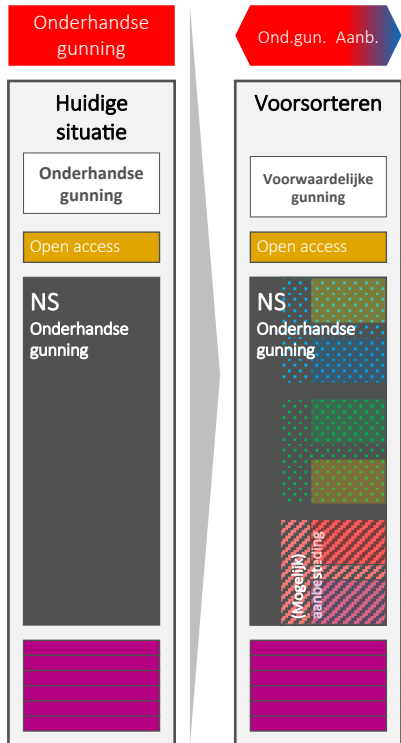 Onderhandse
gunning
Huidige
situatie
Onderhandse
gunning
Open access
NS
Onderhandse
gunning
Ond.gun. Aanb.
Voorsorteren
Voorwaardelijke
gunning
Open access
NS
Onderhandse
gunning
(Mogelijk)
aanbesteding